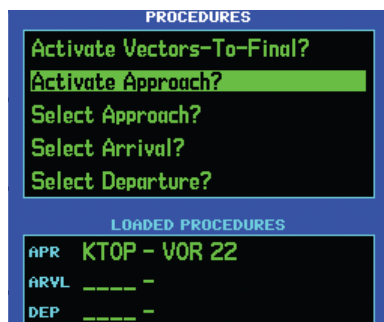 PROCEDURES
Activate Vectors-To-Final?
Activate Approach?
Select Approach?
Select Arrival?
Select Departure?
LOADED PROCEDURES
APR KTOP - VOR 22
ARVL ____ -
DEP ____ -